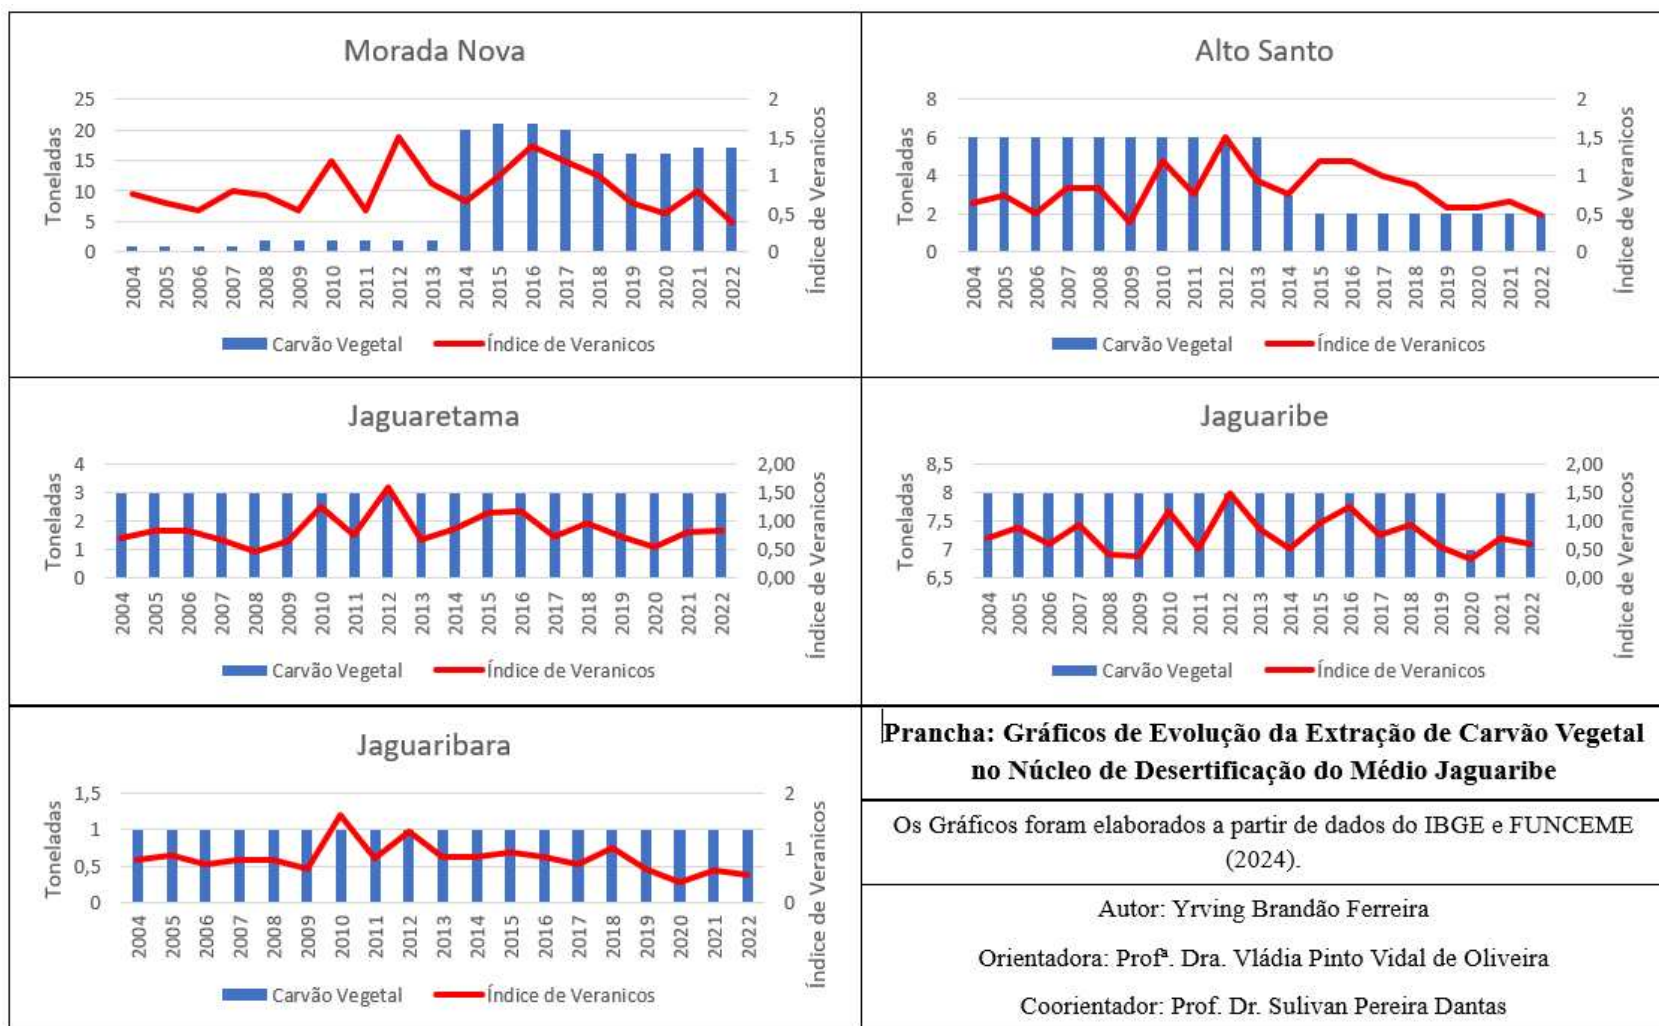 Morada Nova
Toneladas
25
20
15
10
5
0
2
1,5
1
0,5
0
Índice de Veranicos
2004 2005 2006 2007 2008 2009 2010 2011 2012 2013 2014 2015 2016 2017 2018 2019 2020 2021 2022
Carvão Vegetal Índice de Veranicos
Alto Santo
Toneladas
8
6
4
2
0
2
1,5
1
0,5
0
Índice de Veranicos
2004 2005 2006 2007 2008 2009 2010 2011 2012 2013 2014 2015 2016 2017 2018 2019 2020 2021 2022
Carvão Vegetal Índice de Veranicos
Jaguaretama
Toneladas
4
3
2
1
0
2,00
1,50
1,00
0,50
0,00
Índice de Veranicos
2004 2005 2006 2007 2008 2009 2010 2011 2012 2013 2014 2015 2016 2017 2018 2019 2020 2021 2022
Carvão Vegetal Índice de Veranicos
Jaguaribe
Toneladas
8,5
8
7,5
7
6,5
2,00
1,50
1,00
0,50
0,00
Índice de Veranicos
2004 2005 2006 2007 2008 2009 2010 2011 2012 2013 2014 2015 2016 2017 2018 2019 2020 2021 2022
Carvão Vegetal Índice de Veranicos
Jaguaribara
Toneladas
1,5
1
0,5
0
2
1
0
Índice de Veranicos
2004 2005 2006 2007 2008 2009 2010 2011 2012 2013 2014 2015 2016 2017 2018 2019 2020 2021 2022
Carvão Vegetal Índice de Veranicos
Prancha: Gráficos de Evolução da Extração de Carvão Vegetal
no Núcleo de Desertificação do Médio Jaguaribe
Os Gráficos foram elaborados a partir de dados do IBGE e FUNCEME
(2024).
Autor: Yrving Brandão Ferreira
Orientadora: Profª. Dra. Vládia Pinto Vidal de Oliveira
Coorientador: Prof. Dr. Sulivan Pereira Dantas